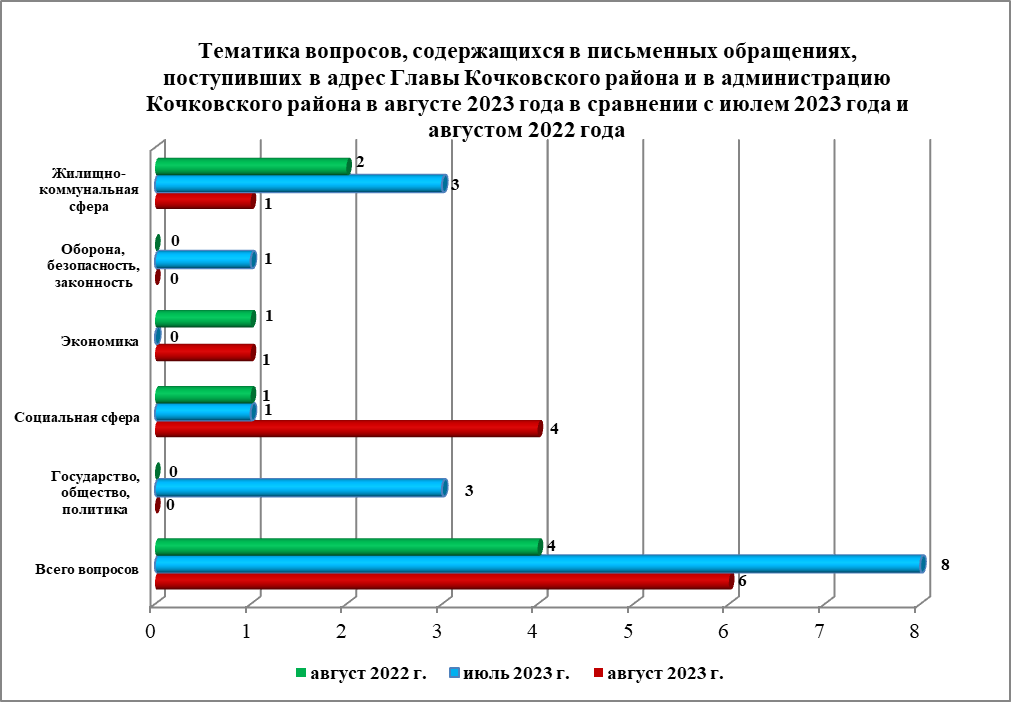 Тематика вопросов, содержащихся в письменных обращениях,
поступивших в адрес Главы Кочковского района и в администрацию
Кочковского района в августе 2023 года в сравнении с июлем 2023 года и
августом 2022 года
Жилищно-
коммунальная
сфера
2
3
1
Оборона,
безопасность,
законность
0
1
0
Экономика
1
0
1
Социальная сфера
1
1
4
Государство,
общество,
политика
0
3
0
Всего вопросов
4
8
6
0 1 2 3 4 5 6 7 8
август 2022 г. июль 2023 г. август 2023 г.